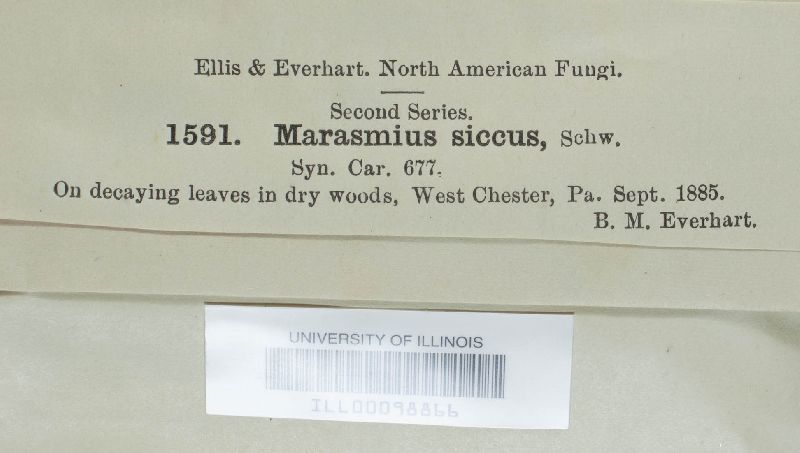 Ellis & Everhart. North American Fungi.
Second Series.
1591. Marasmius siccus, Schw.
Syn. Car. 677.
On decaying leaves in dry woods, West Chester, Pa. Sept. 1885.
B. M. Everhart.
UNIVERSITY OF ILLINOIS
ILL00098866